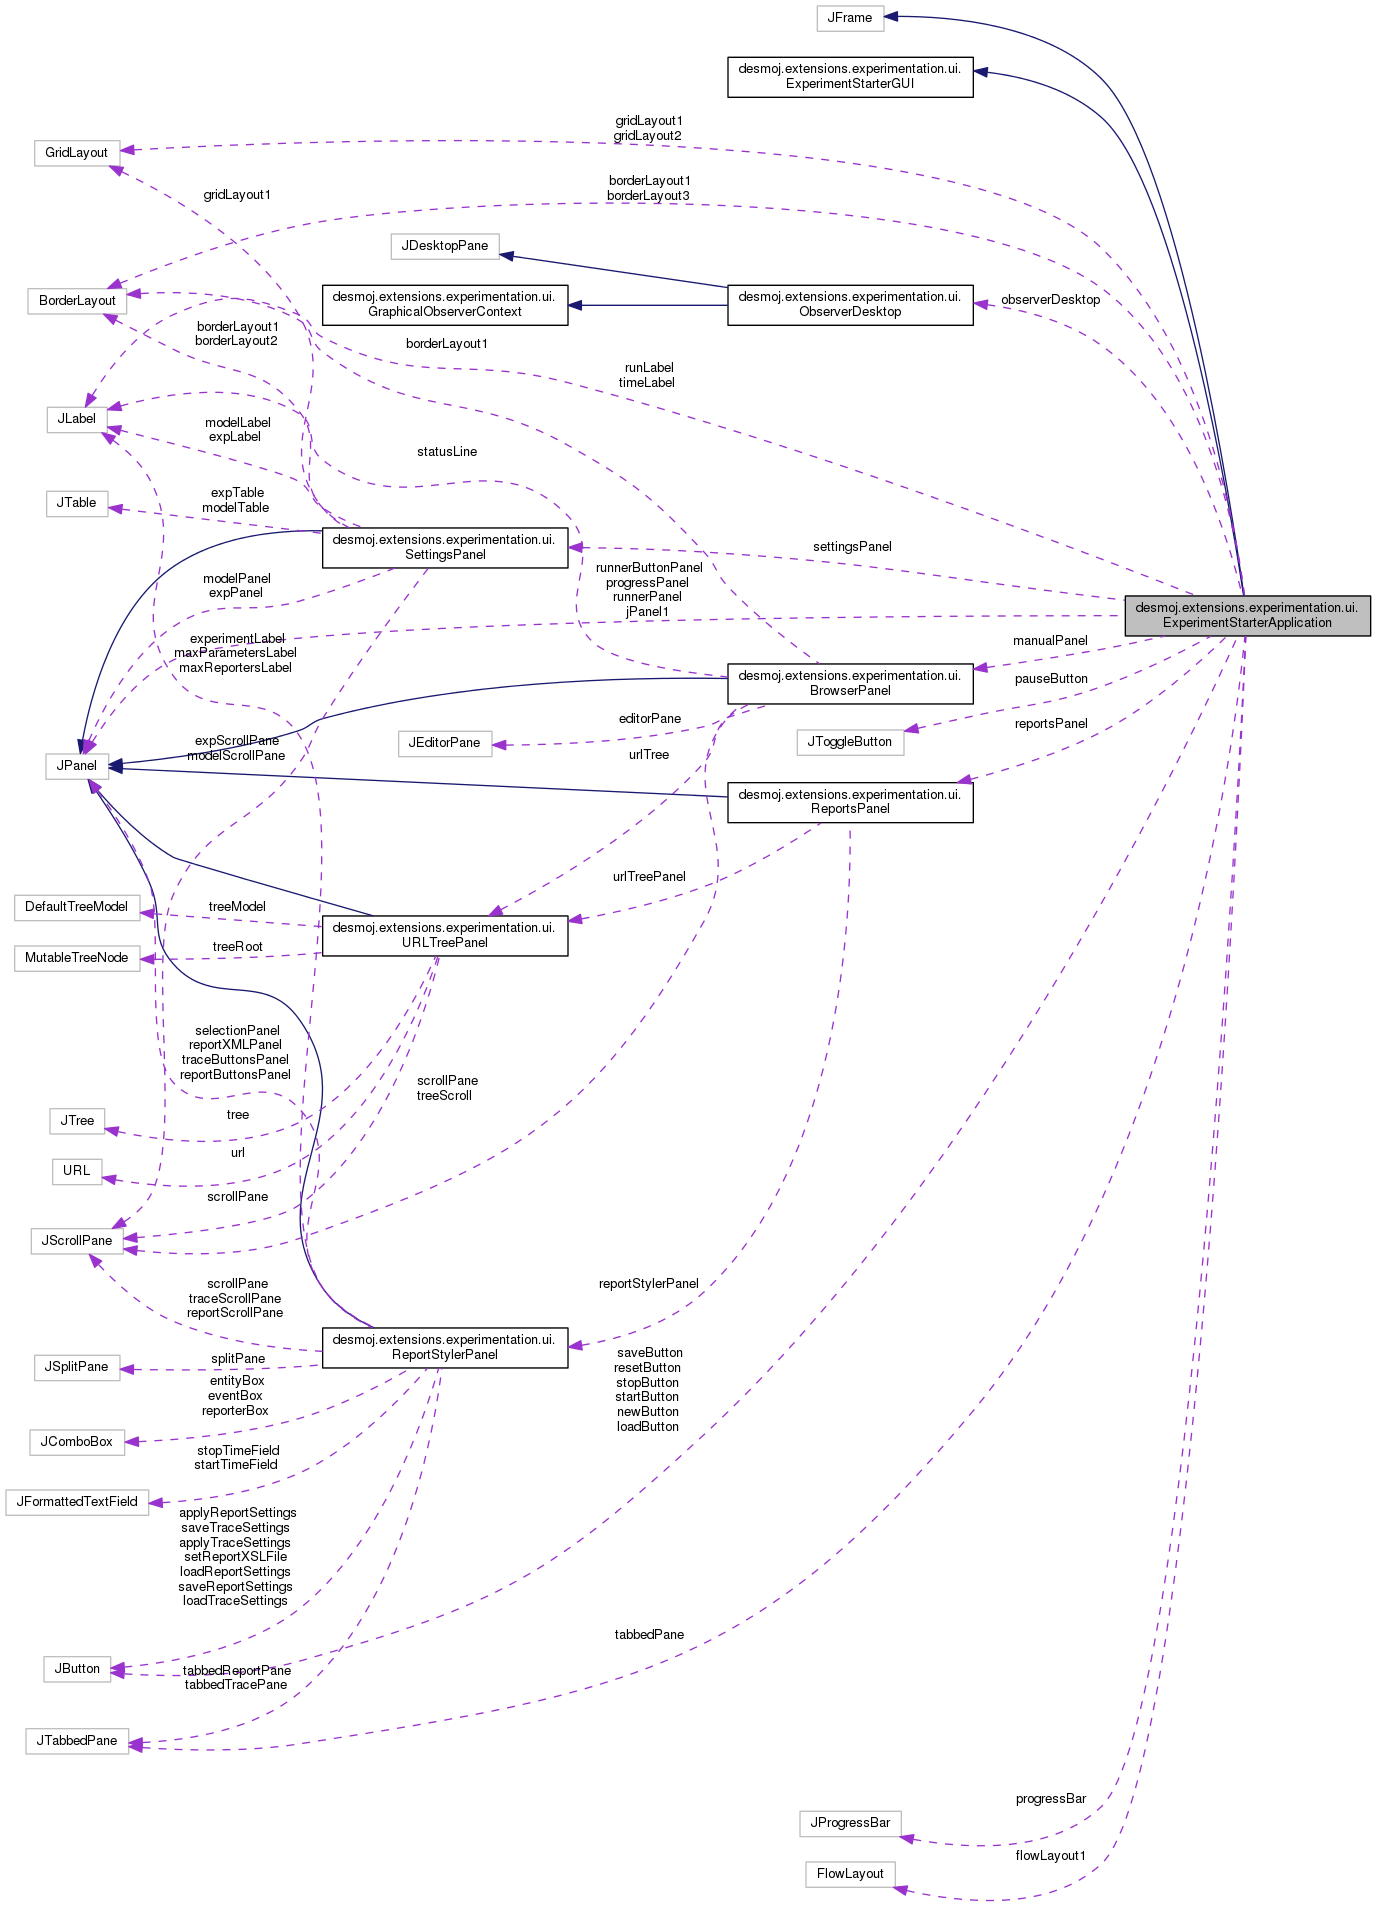 JFrame
desmoj.extensions.experimentation.ui.
ExperimentStarterGUI
gridLayout1
gridLayout2
GridLayout
borderLayout1
borderLayout3
gridLayout1
JDesktopPane
BorderLayout
desmoj.extensions.experimentation.ui.
GraphicalObserverContext
desmoj.extensions.experimentation.ui.
ObserverDesktop
observerDesktop
borderLayout1
borderLayout2
borderLayout1
runLabel
timeLabel
JLabel
modelLabel
expLabel
statusLine
JTable
expTable
modelTable
desmoj.extensions.experimentation.ui.
SettingsPanel
settingsPanel
modelPanel
expPanel
runnerButtonPanel
progressPanel
runnerPanel
jPanel1
desmoj.extensions.experimentation.ui.
ExperimentStarterApplication
experimentLabel
maxParametersLabel
maxReportersLabel
manualPanel
desmoj.extensions.experimentation.ui.
BrowserPanel
pauseButton
editorPane
reportsPanel
JEditorPane
JToggleButton
expScrollPane
modelScrollPane
urlTree
JPanel
desmoj.extensions.experimentation.ui.
ReportsPanel
urlTreePanel
DefaultTreeModel
treeModel
desmoj.extensions.experimentation.ui.
URLTreePanel
MutableTreeNode
treeRoot
selectionPanel
reportXMLPanel
traceButtonsPanel
reportButtonsPanel
scrollPane
treeScroll
JTree
tree
url
URL
scrollPane
JScrollPane
scrollPane
traceScrollPane
reportScrollPane
reportStylerPanel
desmoj.extensions.experimentation.ui.
ReportStylerPanel
JSplitPane
splitPane
saveButton
resetButton
stopButton
startButton
newButton
loadButton
entityBox
eventBox
reporterBox
JComboBox
stopTimeField
startTimeField
JFormattedTextField
applyReportSettings
saveTraceSettings
applyTraceSettings
setReportXSLFile
loadReportSettings
saveReportSettings
loadTraceSettings
tabbedPane
JButton
tabbedReportPane
tabbedTracePane
JTabbedPane
progressBar
JProgressBar
flowLayout1
FlowLayout